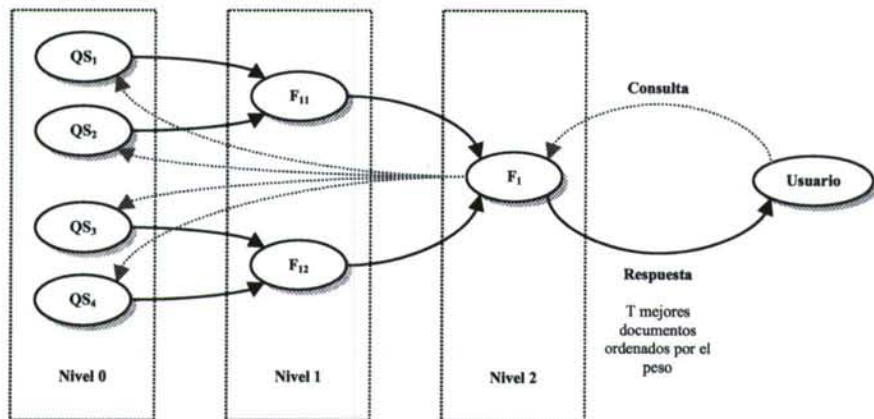 QS1
QS2
QS3
QS4
Nivel 0
F11
F12
Nivel 1
F1
Nivel 2
Consulta
Usuario
Respuesta
T mejores
documentos
ordenados por el
peso